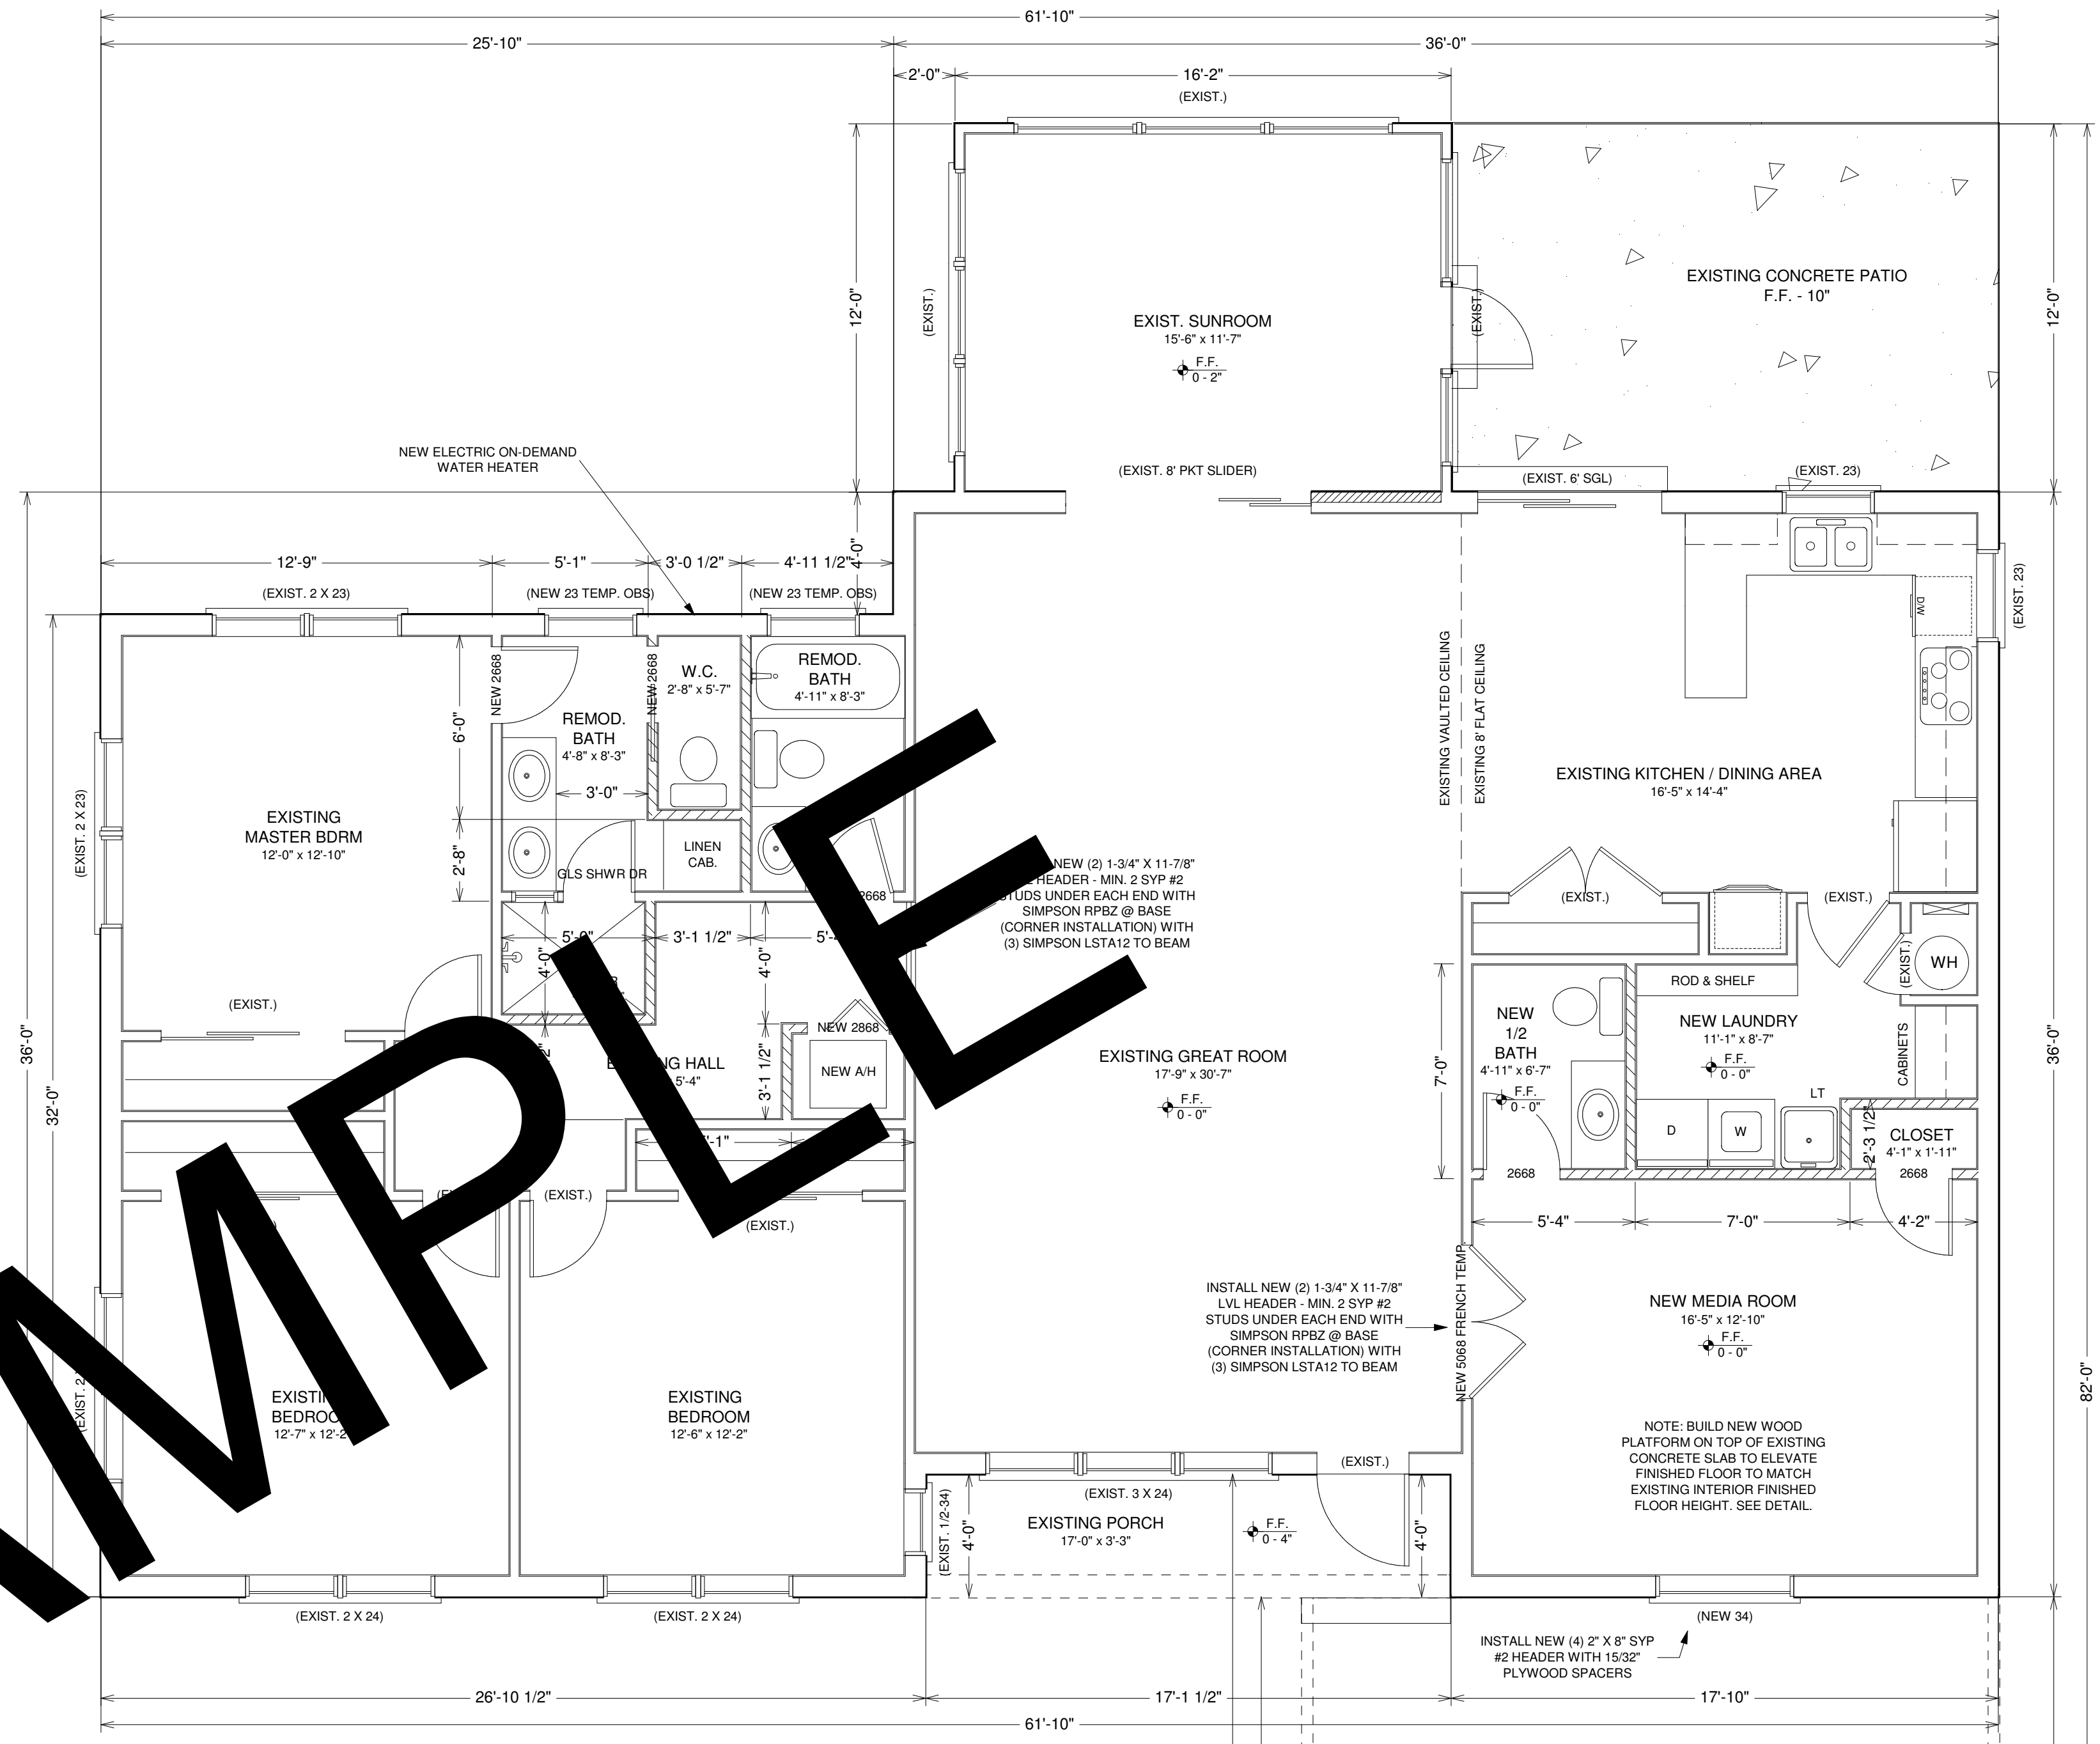 61'-10"
25'-10"
36'-0"
2'-0"
16'-2"
(EXIST.)
12'-0"
(EXIST.)
EXIST. SUNROOM
15'-6" x 11'-7"
F.F.
0 - 2"
(EXIST.)
EXISTING CONCRETE PATIO
F.F. - 10"
12'-0"
NEW ELECTRIC ON-DEMAND
WATER HEATER
(EXIST. 8' PKT SLIDER)
(EXIST. 6' SGL)
(EXIST. 23)
12'-9"
5'-1"
3'-0 1/2"
4'-11 1/2"
4'-0"
(EXIST. 2 X 23)
(NEW 23 TEMP. OBS)
(NEW 23 TEMP. OBS)
(EXIST. 23)
D/W
NEW 2668
NEW 2668
W.C.
2'-8" x 5'-7"
REMOD.
BATH
4'-11" x 8'-3"
6'-0"
REMOD.
BATH
4'-8" x 8'-3"
3'-0"
EXISTING VAULTED CEILING
EXISTING 8' FLAT CEILING
EXISTING KITCHEN / DINING AREA
16'-5" x 14'-4"
(EXIST. 2 X 23)
EXISTING
MASTER BDRM
12'-0" x 12'-10"
2'-8"
LINEN
CAB.
GLS SHWR DR
2668
NEW (2) 1-3/4" X 11-7/8"
HEADER - MIN. 2 SYP #2
STUDS UNDER EACH END WITH
SIMPSON RPBZ @ BASE
(CORNER INSTALLATION) WITH
(3) SIMPSON LSTA12 TO BEAM
(EXIST.)
(EXIST.)
3'-1 1/2"
4'-0"
4'-0"
(EXIST.)
WH
(EXIST.)
ROD & SHELF
NEW
1/2
BATH
4'-11" x 6'-7"
F.F.
0 - 0"
NEW LAUNDRY
11'-1" x 8'-7"
F.F.
0 - 0"
CABINETS
LT
D
W
7'-0"
36'-0"
32'-0"
36'-0"
NEW 2868
NEW A/H
3'-1 1/2"
HALL
5'-4"
EXISTING GREAT ROOM
17'-9" x 30'-7"
F.F.
0 - 0"
2'-3 1/2"
CLOSET
4'-1" x 1'-11"
2668
2668
(EXIST.)
(EXIST.)
5'-4"
7'-0"
4'-2"
INSTALL NEW (2) 1-3/4" X 11-7/8"
LVL HEADER - MIN. 2 SYP #2
STUDS UNDER EACH END WITH
SIMPSON RPBZ @ BASE
(CORNER INSTALLATION) WITH
(3) SIMPSON LSTA12 TO BEAM
NEW 5068 FRENCH TEMP.
NEW MEDIA ROOM
16'-5" x 12'-10"
F.F.
0 - 0"
82'-0"
12'-7" x
EXISTING
BEDROOM
12'-6" x 12'-2"
NOTE: BUILD NEW WOOD
PLATFORM ON TOP OF EXISTING
CONCRETE SLAB TO ELEVATE
FINISHED FLOOR TO MATCH
EXISTING INTERIOR FINISHED
FLOOR HEIGHT. SEE DETAIL.
(EXIST.)
(EXIST. 3 X 24)
(EXIST. 1/2-34)
4'-0"
EXISTING PORCH
17'-0" x 3'-3"
F.F.
0 - 4"
4'-0"
(EXIST. 2 X 24)
(EXIST. 2 X 24)
(NEW 34)
INSTALL NEW (4) 2" X 8" SYP
#2 HEADER WITH 15/32"
PLYWOOD SPACERS
26'-10 1/2"
17'-1 1/2"
17'-10"
61'-10"
MPLE